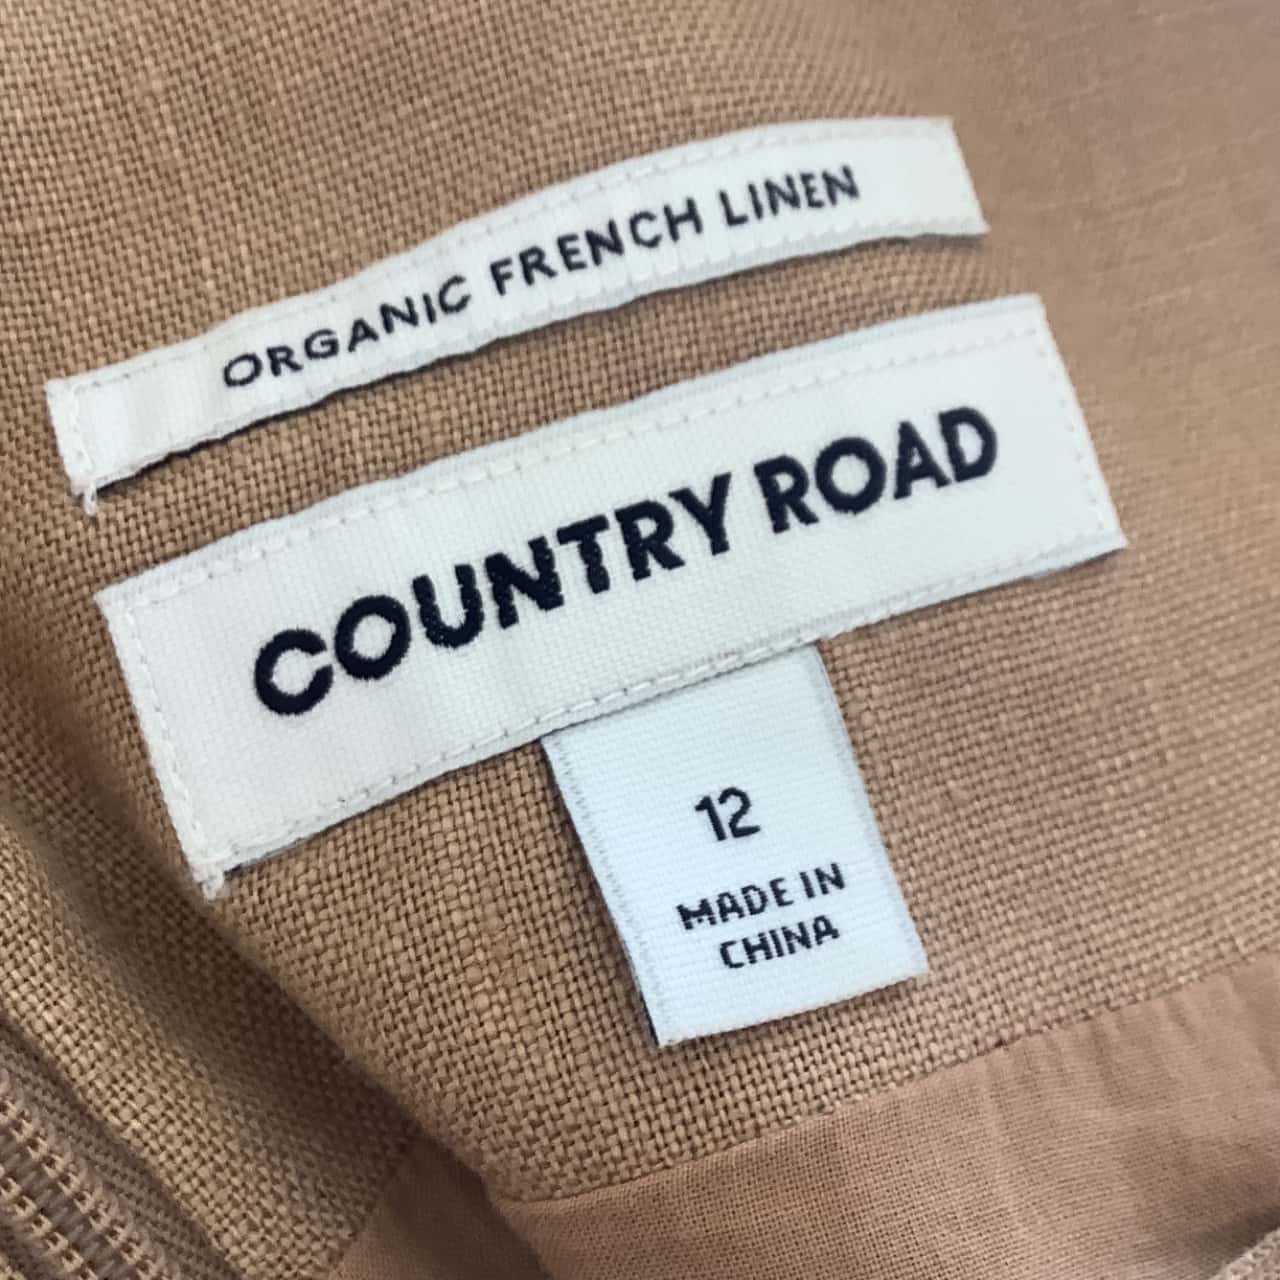 ORGANIC FRENCH LINEN
COUNTRY ROAD
12
MADE IN
CHINA